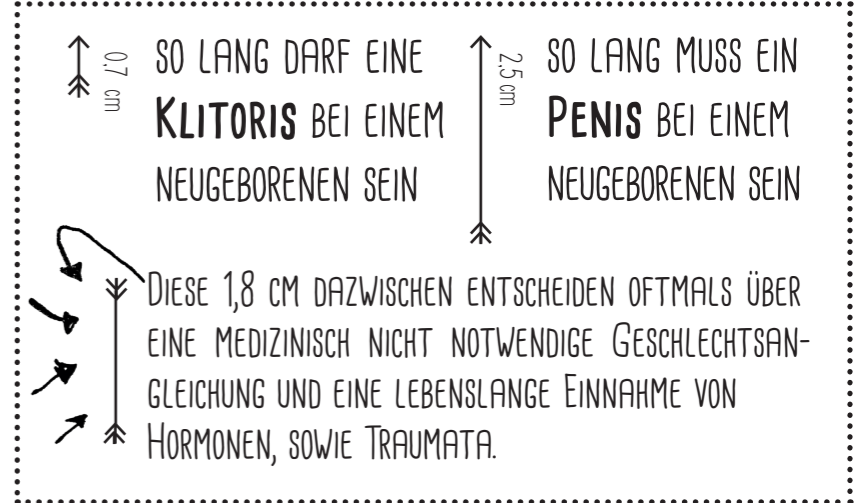 0,7 cm
SO LANG DARF EINE
KLITORIS BEI EINEM
NEUGEBORENEN SEIN
2,5 cm
SO LANG MUSS EIN
PENIS BEI EINEM
NEUGEBORENEN SEIN
DIESE 1,8 CM DAZWISCHEN ENTSCHEIDEN OFTMALS ÜBER
EINE MEDIZINISCH NICHT NOTWENDIGE GESCHLECHTSAN-
GLEICHUNG UND EINE LEBENSLANGE EINNAHME VON
HORMONEN, SOWIE TRAUMATA.